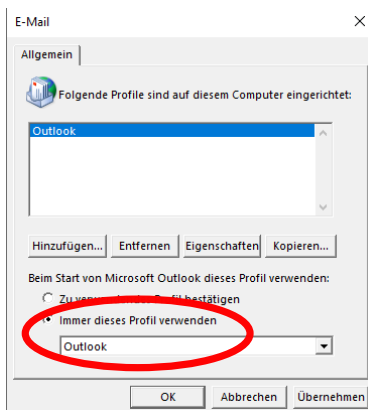 E-Mail
Allgemein
Folgende Profile sind auf diesem Computer eingerichtet:
Outlook
Hinzufügen... Entfernen Eigenschaften Kopieren...
Beim Start von Microsoft Outlook dieses Profil verwenden:
Zu verwendendes Profil bestätigen
Immer dieses Profil verwenden
Outlook
OK Abbrechen Übernehmen